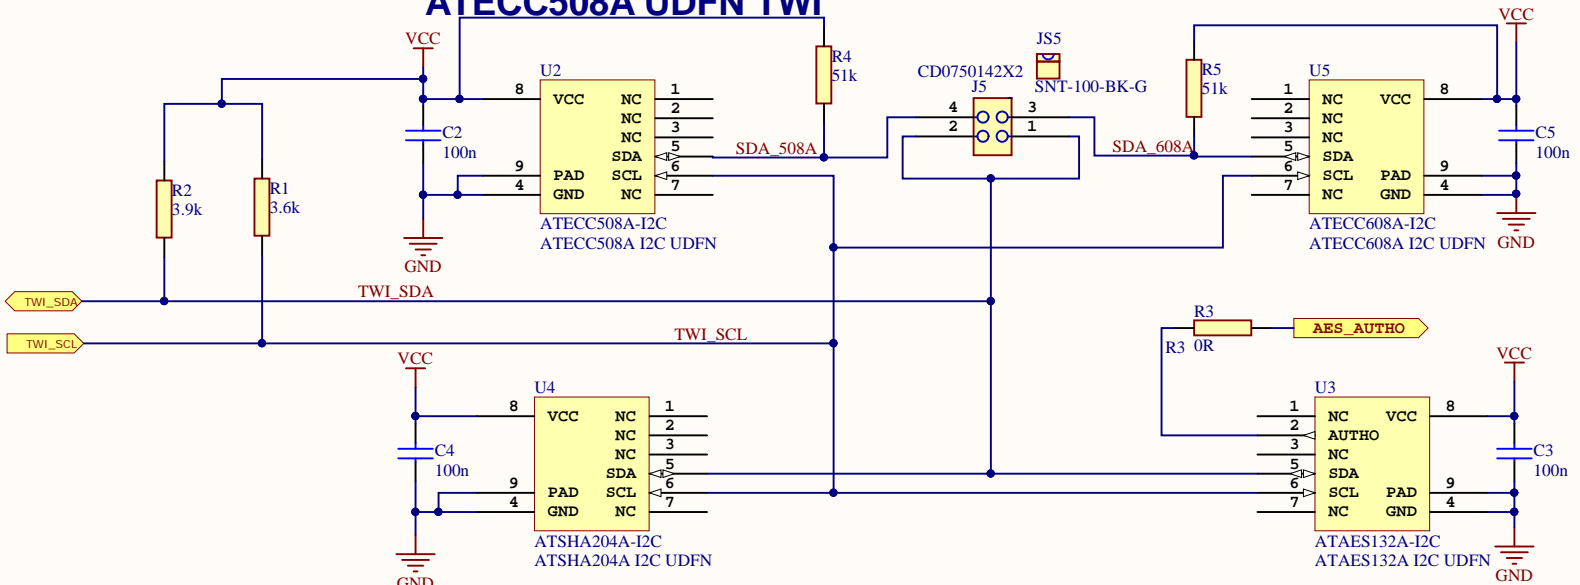 ATECC508A UDFN TWI
VCC
R4
51k
U2
8
VCC
NC
1
NC
2
NC
3
SDA
5
9
PAD
SCL
6
4
GND
NC
7
ATECC508A-I2C
ATECC508A I2C UDFN
C2
100n
GND
R2
3.9k
R1
3.6k
SDA_508A
JS5
CD0750142X2
SNT-100-BK-G
J5
4
3
2
1
SDA_608A
R5
51k
VCC
U5
1
NC
VCC
8
2
NC
3
NC
5
SDA
6
SCL
PAD
9
7
NC
GND
4
ATECC608A-I2C
ATECC608A I2C UDFN
C5
100n
GND
TWI_SDA
TWI_SDA
TWI_SCL
TWI_SCL
R3
R3
0R
AES_AUTHO
VCC
U4
8
VCC
NC
1
NC
2
NC
3
SDA
5
9
PAD
SCL
6
4
GND
NC
7
ATSHA204A-I2C
ATSHA204A I2C UDFN
C4
100n
GND
VCC
U3
1
NC
VCC
8
2
AUTHO
3
NC
5
SDA
6
SCL
PAD
9
7
NC
GND
4
ATAES132A-I2C
ATAES132A I2C UDFN
C3
100n
GND